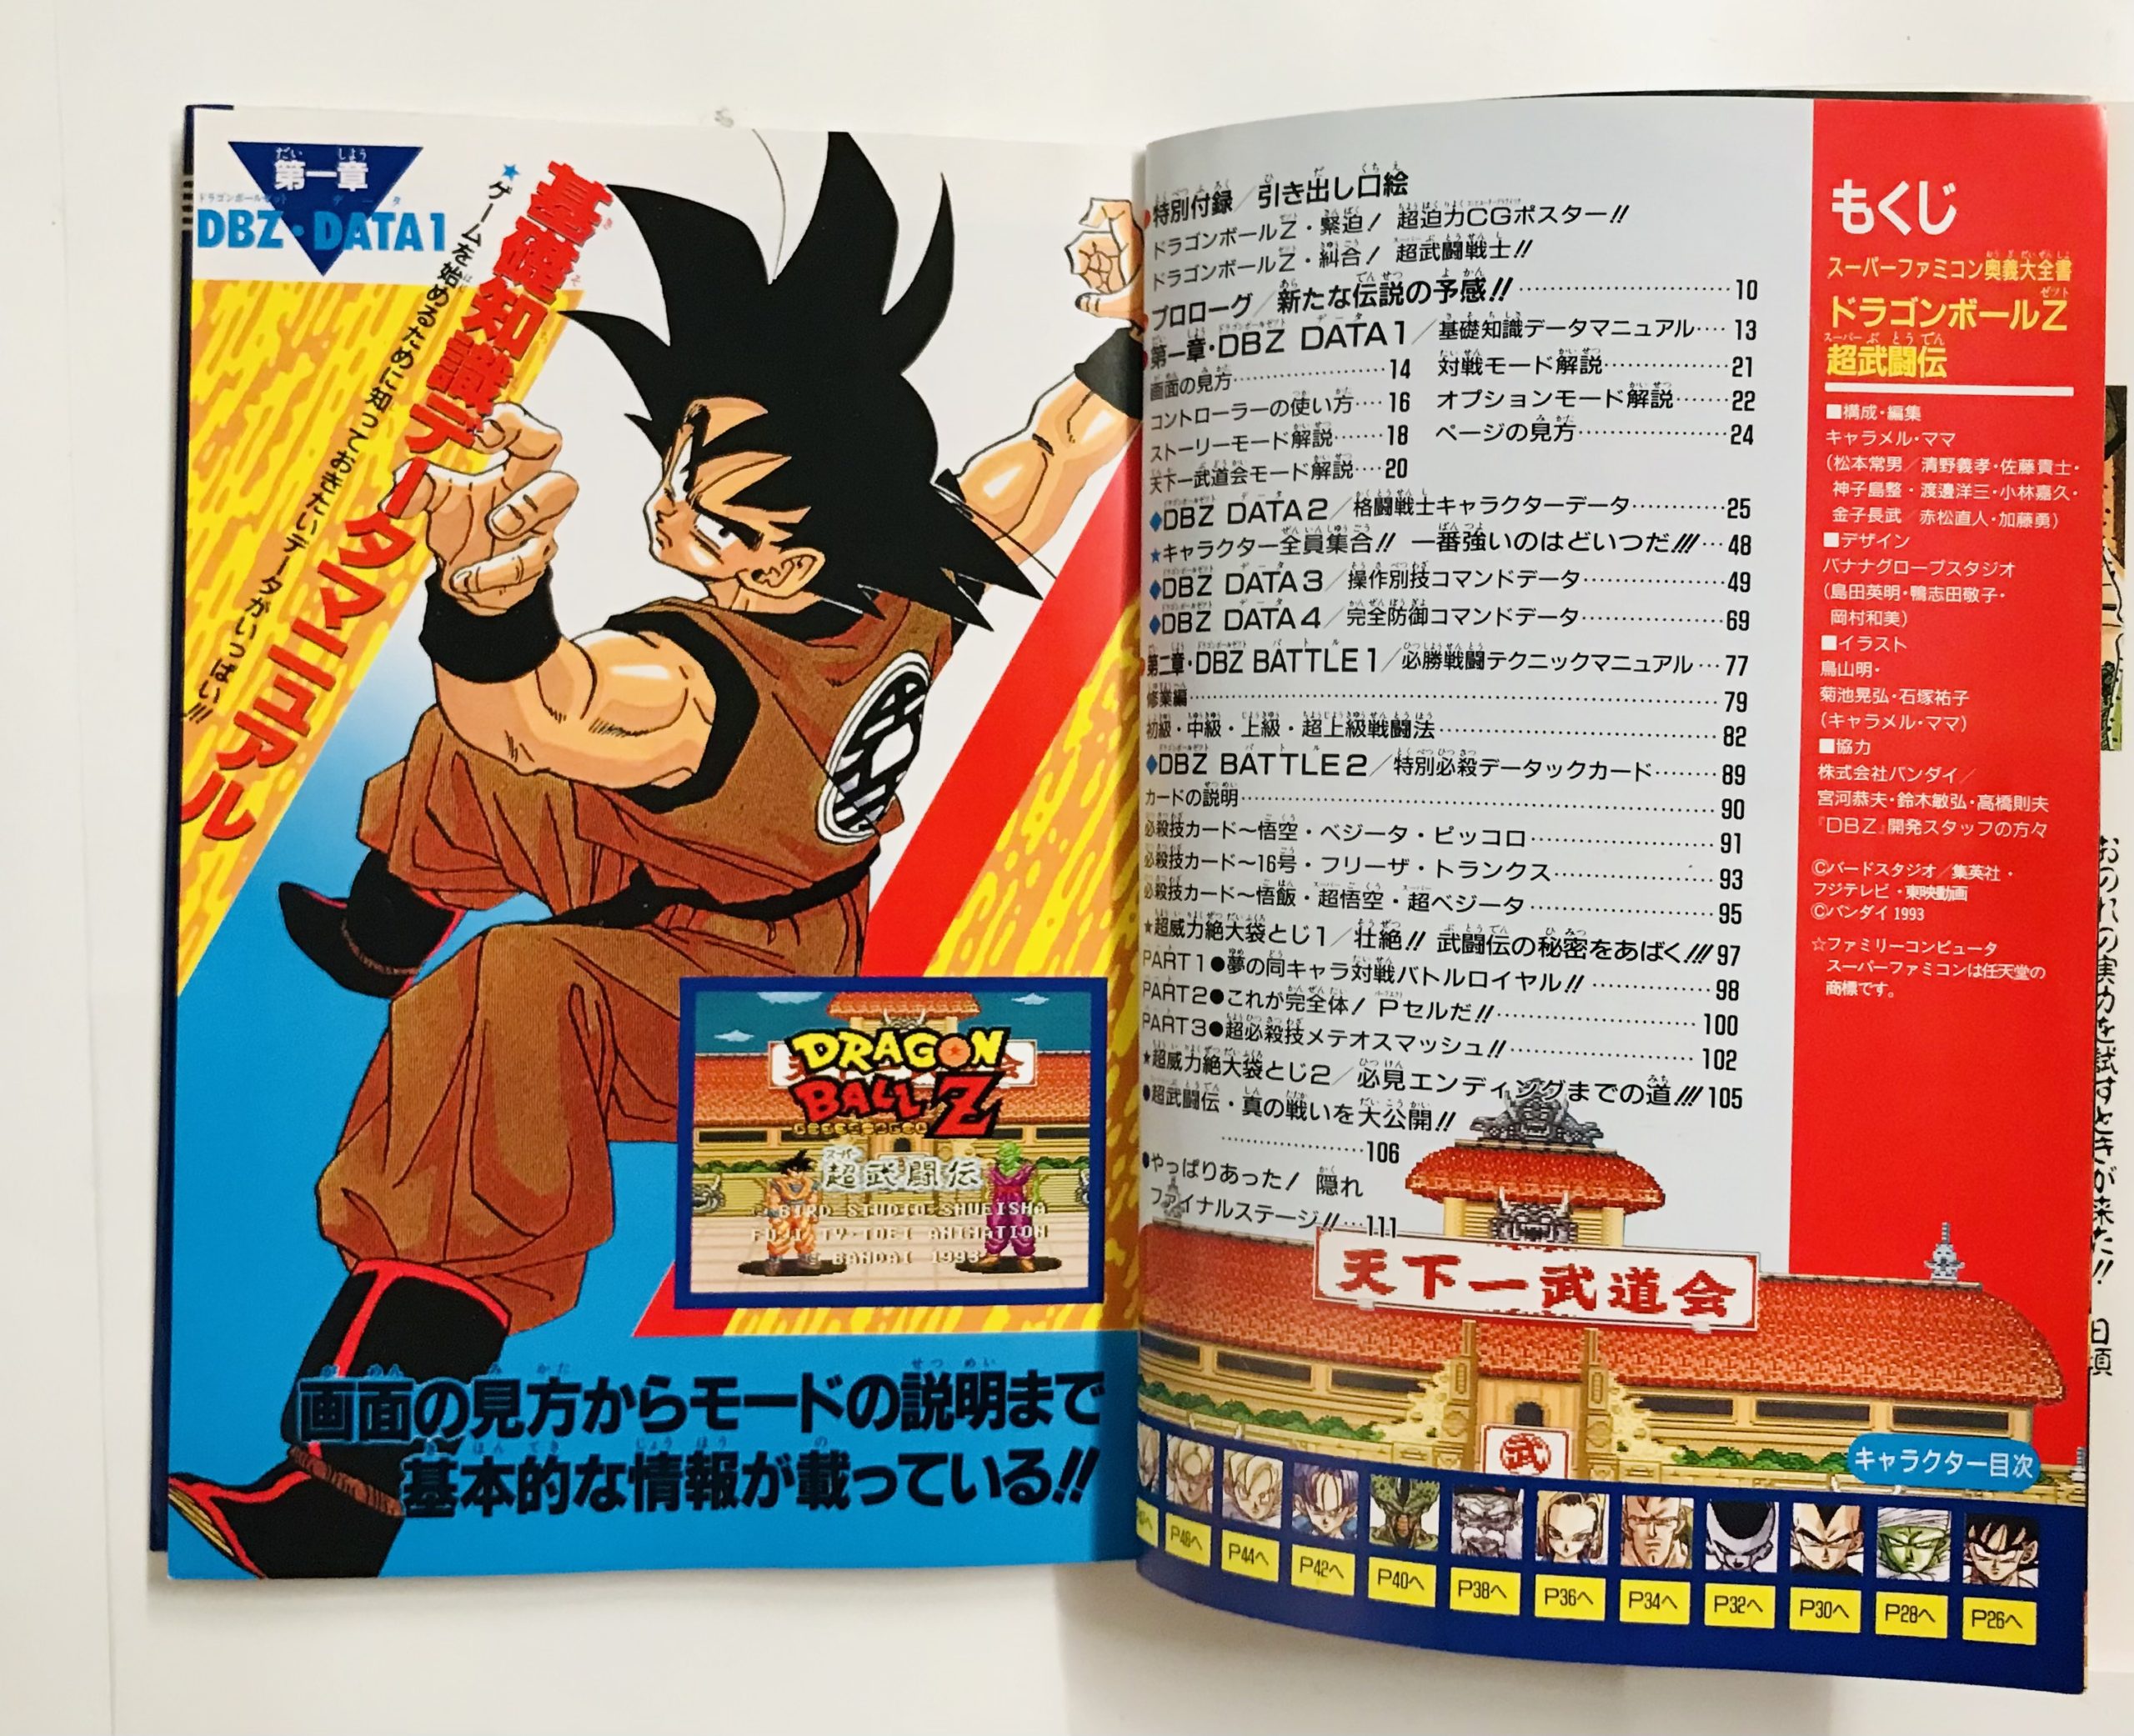 第一章
DBZ・DATA1
基礎知識データマニュアル
★ゲームを始めるために知っておきたいデータがいっぱい!!!
DRAGON
BALL Z
超武闘伝
BIRD STUDIO・SHUEISHA
FUJI TV・TOEI ANIMATION
BANDAI 1993
画面の見方からモードの説明まで
基本的な情報が載っている!!
特別付録／引き出し口絵
ドラゴンボールZ・緊迫! 超迫力CGポスター!!
ドラゴンボールZ・糾合! 超武闘戦士!!
プロローグ／新たな伝説の予感!!……10
第一章・DBZ DATA1／基礎知識データマニュアル……13
画面の見方……14 対戦モード解説……21
コントローラーの使い方……16 オプションモード解説……22
ストーリーモード解説……18 ページの見方……24
天下一武道会モード解説……20
◆DBZ DATA2／格闘戦士キャラクターデータ……25
★キャラクター全員集合!! 一番強いのはどいつだ!!!…48
◆DBZ DATA3／操作別技コマンドデータ……49
◆DBZ DATA4／完全防御コマンドデータ……69
第二章・DBZ BATTLE1／必勝戦闘テクニックマニュアル…77
修業編……79
初級・中級・上級・超上級戦闘法……82
◆DBZ BATTLE2／特別必殺データックカード……89
カードの説明……90
必殺技カード〜悟空・ベジータ・ピッコロ……91
必殺技カード〜16号・フリーザ・トランクス……93
必殺技カード〜悟飯・超悟空・超ベジータ……95
★超威力絶大袋とじ1／壮絶!! 武闘伝の秘密をあばく!!!97
PART1●夢の同キャラ対戦バトルロイヤル!!……98
PART2●これが完全体! Pセルだ!!……100
PART3●超必殺技メテオスマッシュ!!……102
★超威力絶大袋とじ2／必見エンディングまでの道!!!105
●超武闘伝・真の戦いを大公開!!
……106
●やっぱりあった! 隠れ
ファイナルステージ!!…111
天下一武道会
武
もくじ
スーパーファミコン奥義大全書
ドラゴンボールZ
超武闘伝
■構成・編集
キャラメル・ママ
（松本常男／清野義孝・佐藤貴士・
神子島整・渡邊洋三・小林嘉久・
金子長武／赤松直人・加藤勇）
■デザイン
バナナグローブスタジオ
（島田英明・鴨志田敬子・
岡村和美）
■イラスト
鳥山明・
菊池晃弘・石塚祐子
（キャラメル・ママ）
■協力
株式会社バンダイ／
宮河恭夫・鈴木敏弘・高橋則夫
『DBZ』開発スタッフの方々
©バードスタジオ／集英社・
フジテレビ・東映動画
©バンダイ 1993
☆ファミリーコンピュータ
スーパーファミコンは任天堂の
商標です。
キャラクター目次
P46へ
P44へ
P42へ
P40へ
P38へ
P36へ
P34へ
P32へ
P30へ
P28へ
P26へ
おのれの実力を試すときが来た!!
日頃